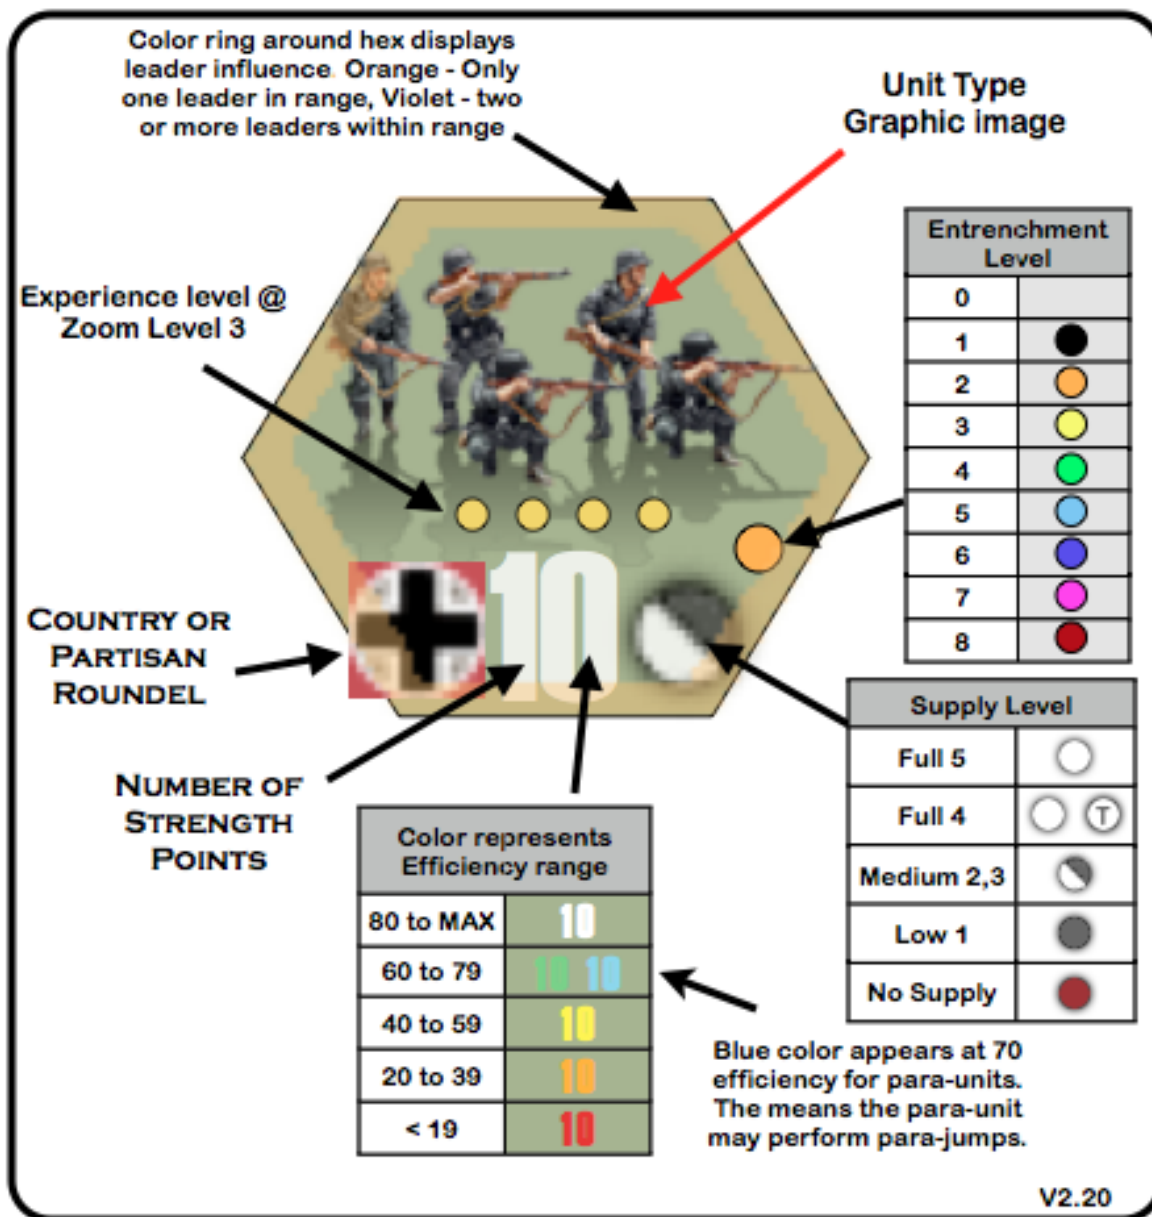 Color ring around hex displays
leader influence. Orange - Only
one leader in range, Violet - two
or more leaders within range
Unit Type
Graphic image
Experience level @
Zoom Level 3
Entrenchment
Level
0
1
2
3
4
5
6
7
8
10
COUNTRY OR
PARTISAN
ROUNDEL
NUMBER OF
STRENGTH
POINTS
Supply Level
Full 5
Full 4 T
Medium 2,3
Low 1
No Supply
Color represents
Efficiency range
80 to MAX 10
60 to 79 10 10
40 to 59 10
20 to 39 10
< 19 10
Blue color appears at 70
efficiency for para-units.
The means the para-unit
may perform para-jumps.
V2.20